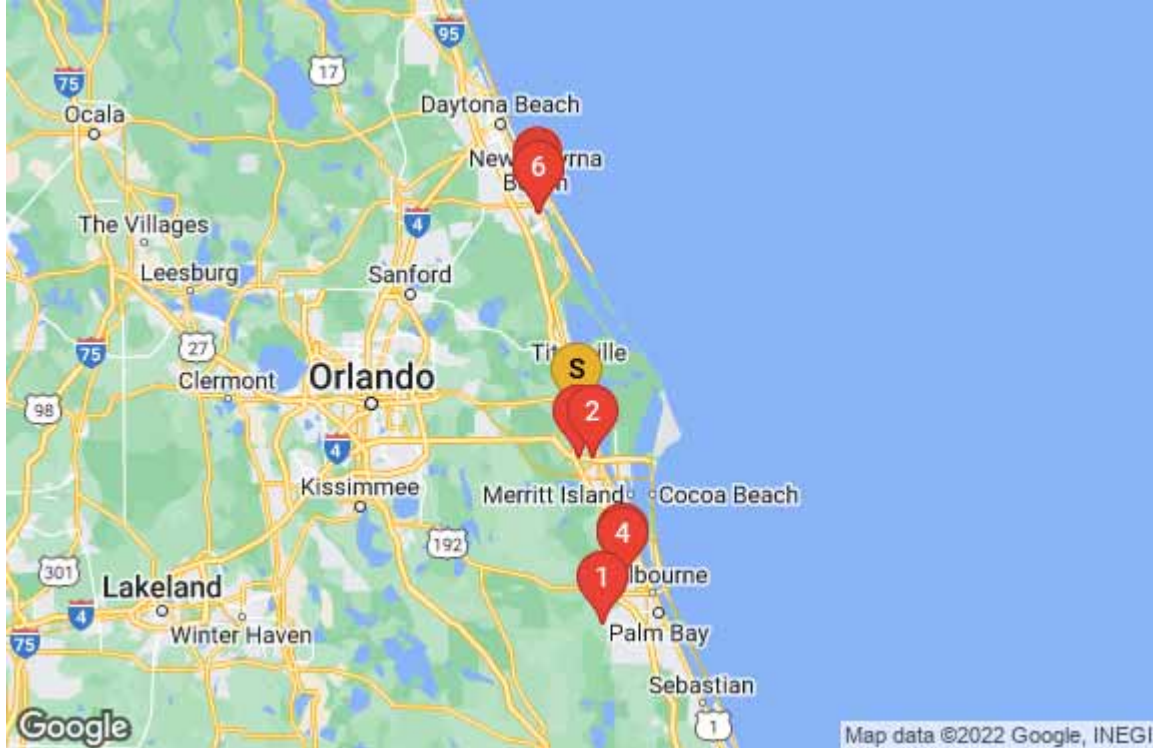 95
17
75
Ocala
Daytona Beach
6
The Villages
4
Leesburg
Sanford
75
27
S
Clermont
Orlando
98
2
4
Kissimmee
Merritt Island
Cocoa Beach
192
4
301
Lakeland
1
Winter Haven
4
75
Palm Bay
Sebastian
1
Google
Map data ©2022 Google, INEGI